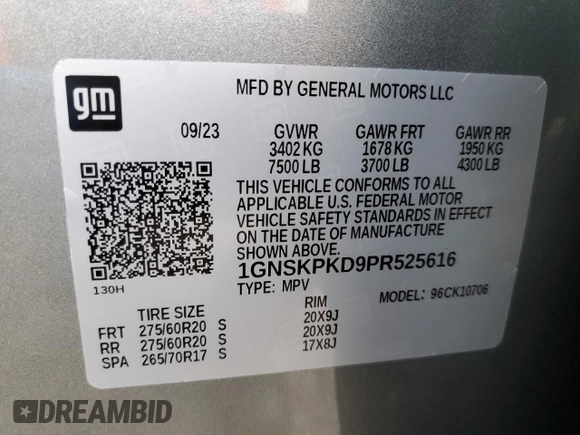 gm
MFD BY GENERAL MOTORS LLC
09/23 GVWR GAWR FRT GAWR RR
3402 KG 1678 KG 1950 KG
7500 LB 3700 LB 4300 LB
THIS VEHICLE CONFORMS TO ALL
APPLICABLE U.S. FEDERAL MOTOR
VEHICLE SAFETY STANDARDS IN EFFECT
ON THE DATE OF MANUFACTURE
SHOWN ABOVE.
1GNSKPKD9PR525616
130H
TYPE: MPV MODEL: 96CK10706
TIRE SIZE RIM
FRT 275/60R20 S 20X9J
RR 275/60R20 S 20X9J
SPA 265/70R17 S 17X8J
DREAMBID